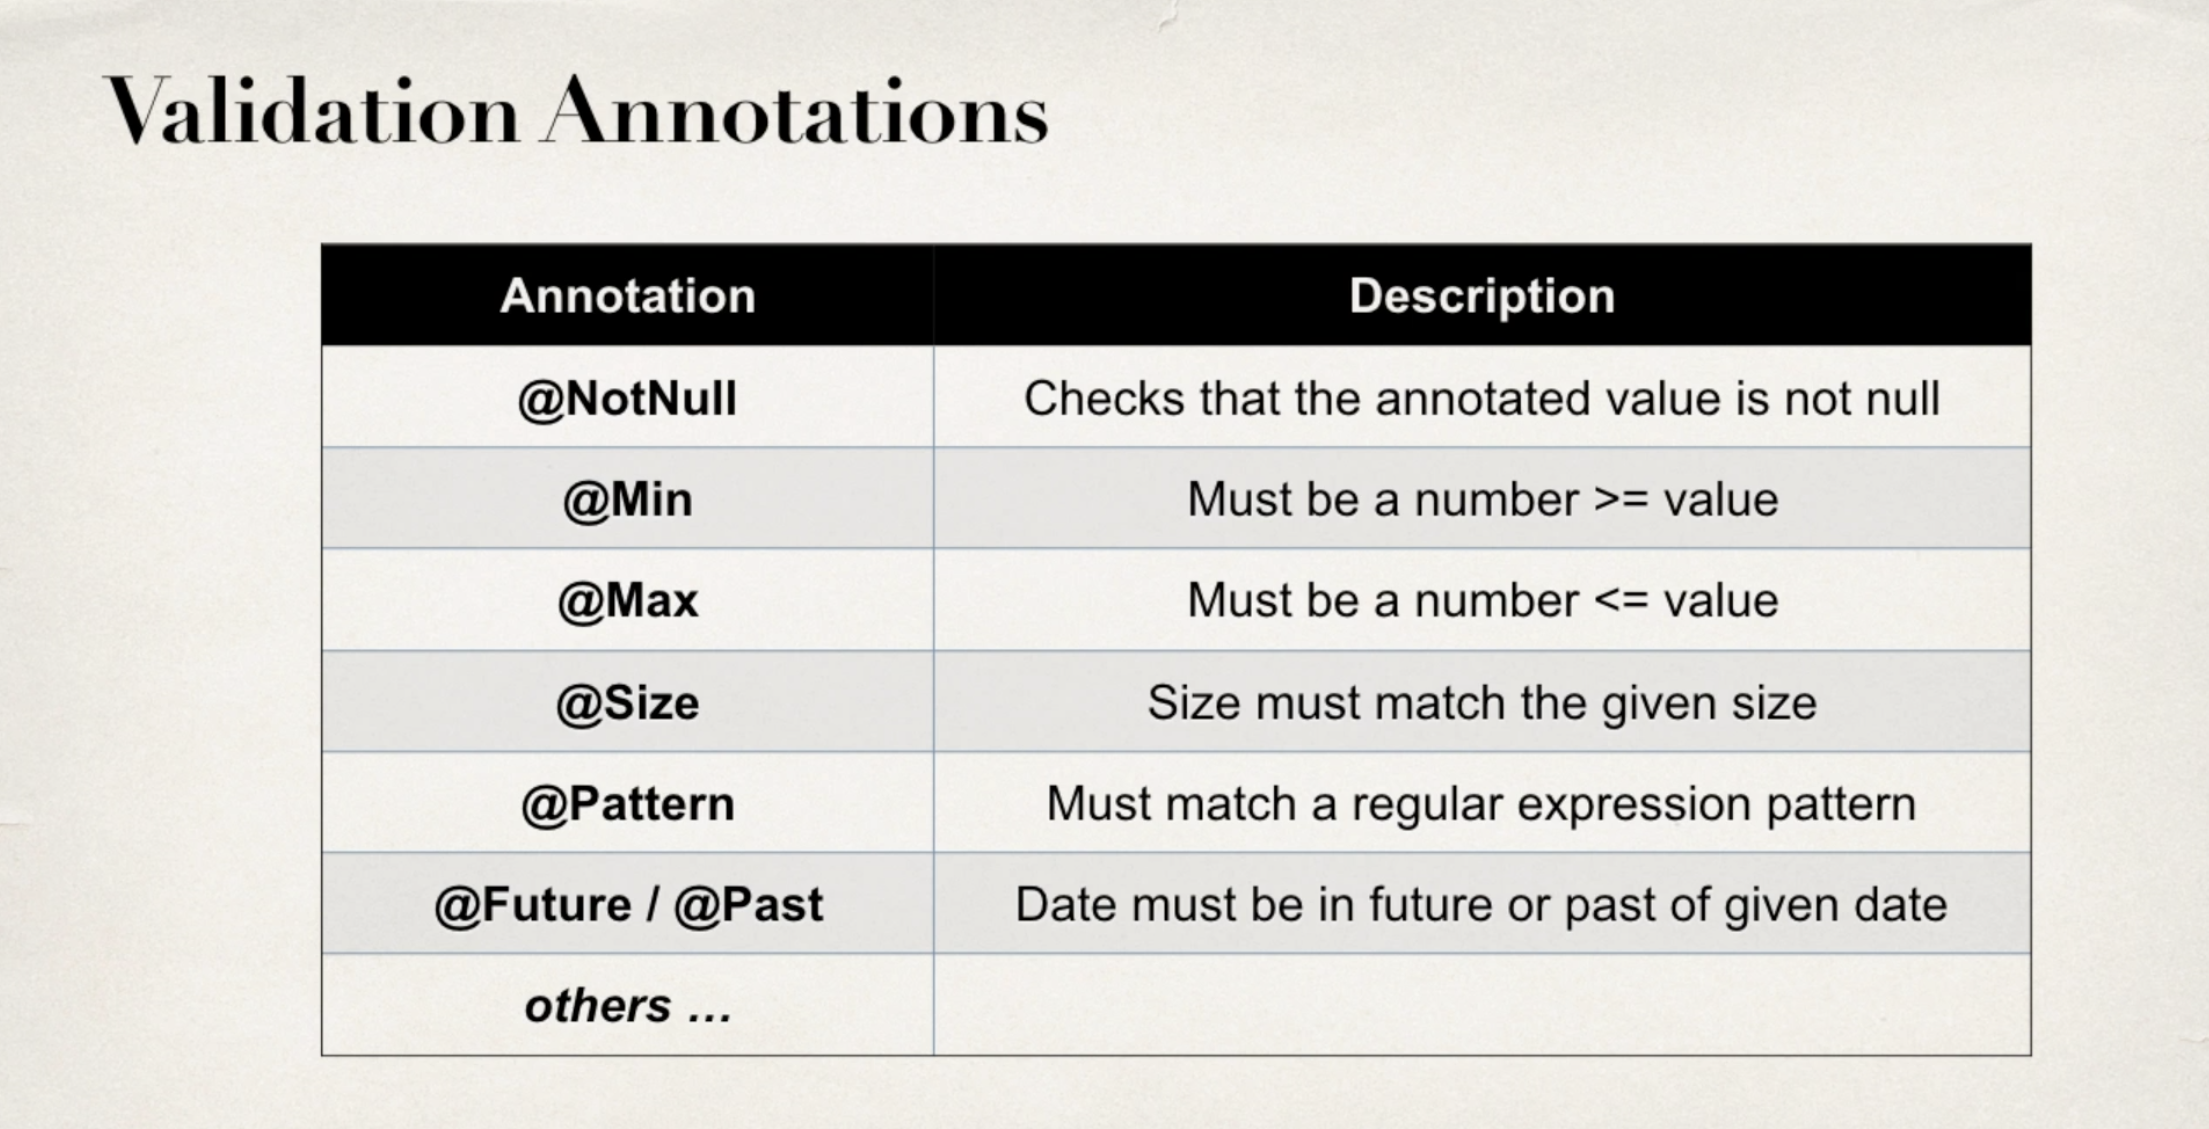 Validation Annotations
Annotation Description
@NotNull Checks that the annotated value is not null
@Min Must be a number >= value
@Max Must be a number <= value
@Size Size must match the given size
@Pattern Must match a regular expression pattern
@Future / @Past Date must be in future or past of given date
others …